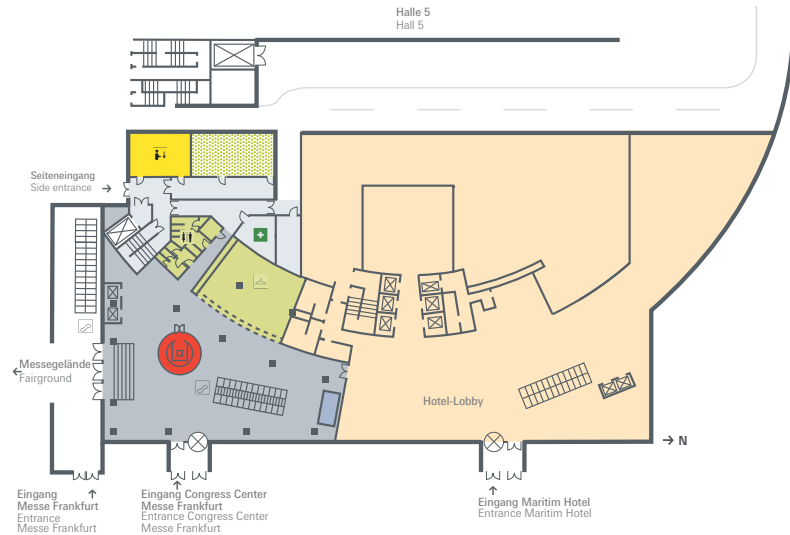 Halle 5
Hall 5
Seiteneingang
Side entrance
Messegelände
Fairground
Hotel-Lobby
N
Eingang
Messe Frankfurt
Entrance
Messe Frankfurt
Eingang Congress Center
Messe Frankfurt
Entrance Congress Center
Messe Frankfurt
Eingang Maritim Hotel
Entrance Maritim Hotel